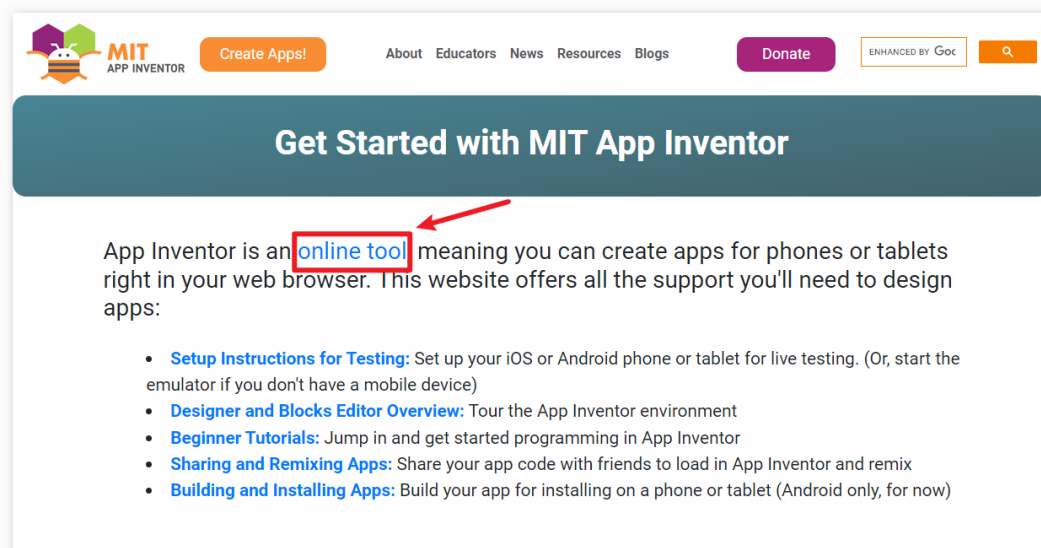 MIT
APP INVENTOR
Create Apps!
About Educators News Resources Blogs
Donate
ENHANCED BY Goo
Get Started with MIT App Inventor
App Inventor is an online tool meaning you can create apps for phones or tablets
right in your web browser. This website offers all the support you'll need to design
apps:
• Setup Instructions for Testing: Set up your iOS or Android phone or tablet for live testing. (Or, start the
emulator if you don't have a mobile device)
• Designer and Blocks Editor Overview: Tour the App Inventor environment
• Beginner Tutorials: Jump in and get started programming in App Inventor
• Sharing and Remixing Apps: Share your app code with friends to load in App Inventor and remix
• Building and Installing Apps: Build your app for installing on a phone or tablet (Android only, for now)